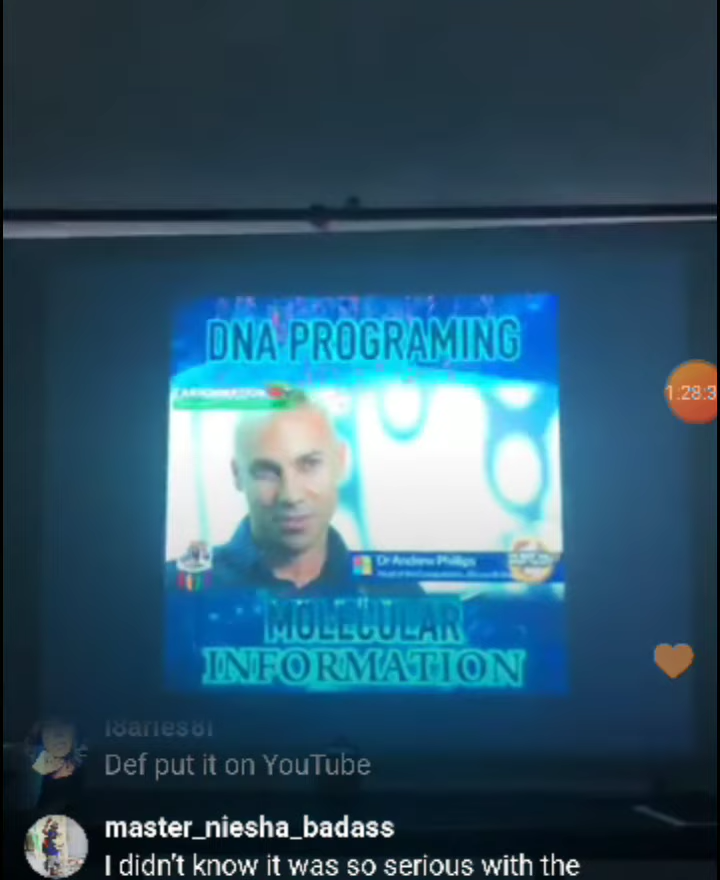 DNA PROGRAMING
1:28:3
Dr Andrew Phillips
MOLECULAR
INFORMATION
i8aries8i
Def put it on YouTube
master_niesha_badass
I didn't know it was so serious with the